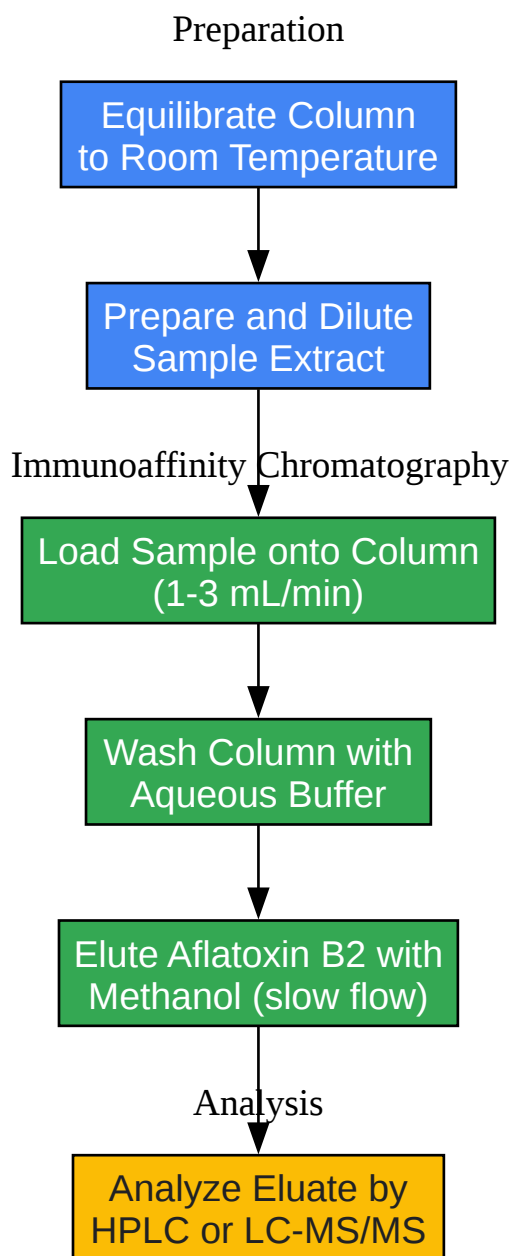 Preparation
Equilibrate Column
to Room Temperature
Prepare and Dilute
Sample Extract
Immunoaffinity Chromatography
Load Sample onto Column
(1-3 mL/min)
Wash Column with
Aqueous Buffer
Elute Aflatoxin B2 with
Methanol (slow flow)
Analysis
Analyze Eluate by
HPLC or LC-MS/MS